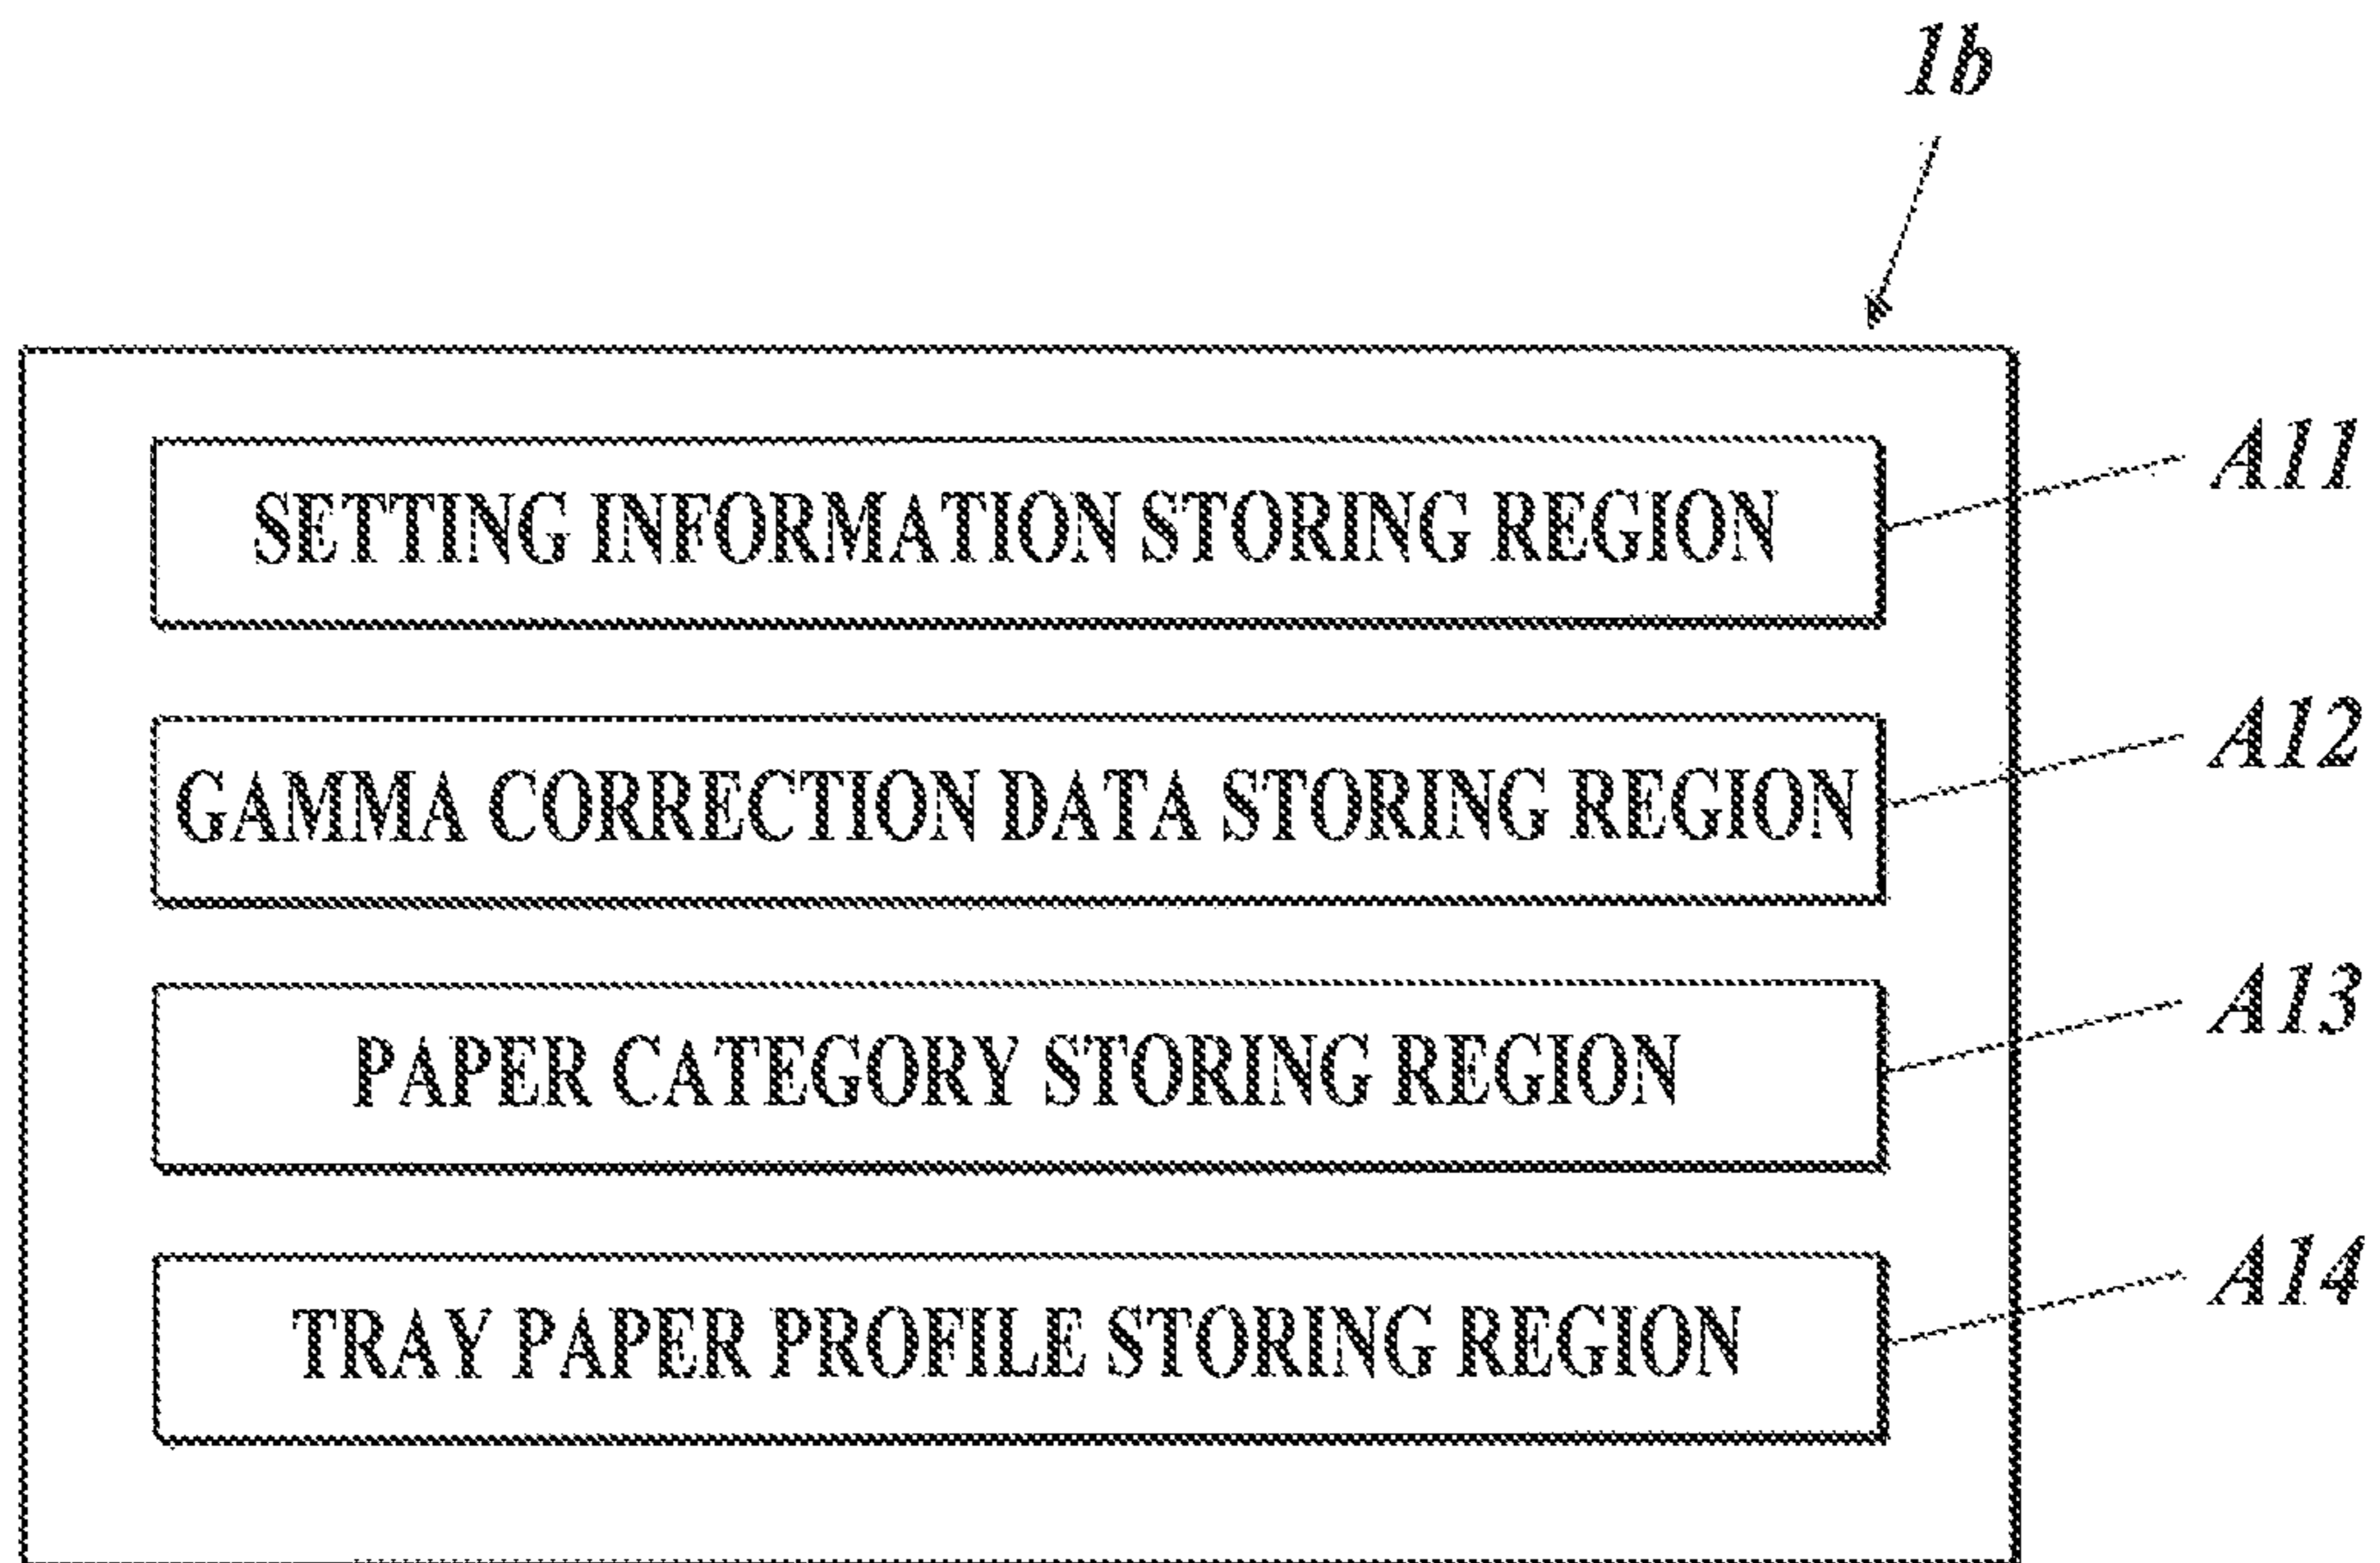 1b
SETTING INFORMATION STORING REGION
A11
GAMMA CORRECTION DATA STORING REGION
A12
PAPER CATEGORY STORING REGION
A13
TRAY PAPER PROFILE STORING REGION
A14